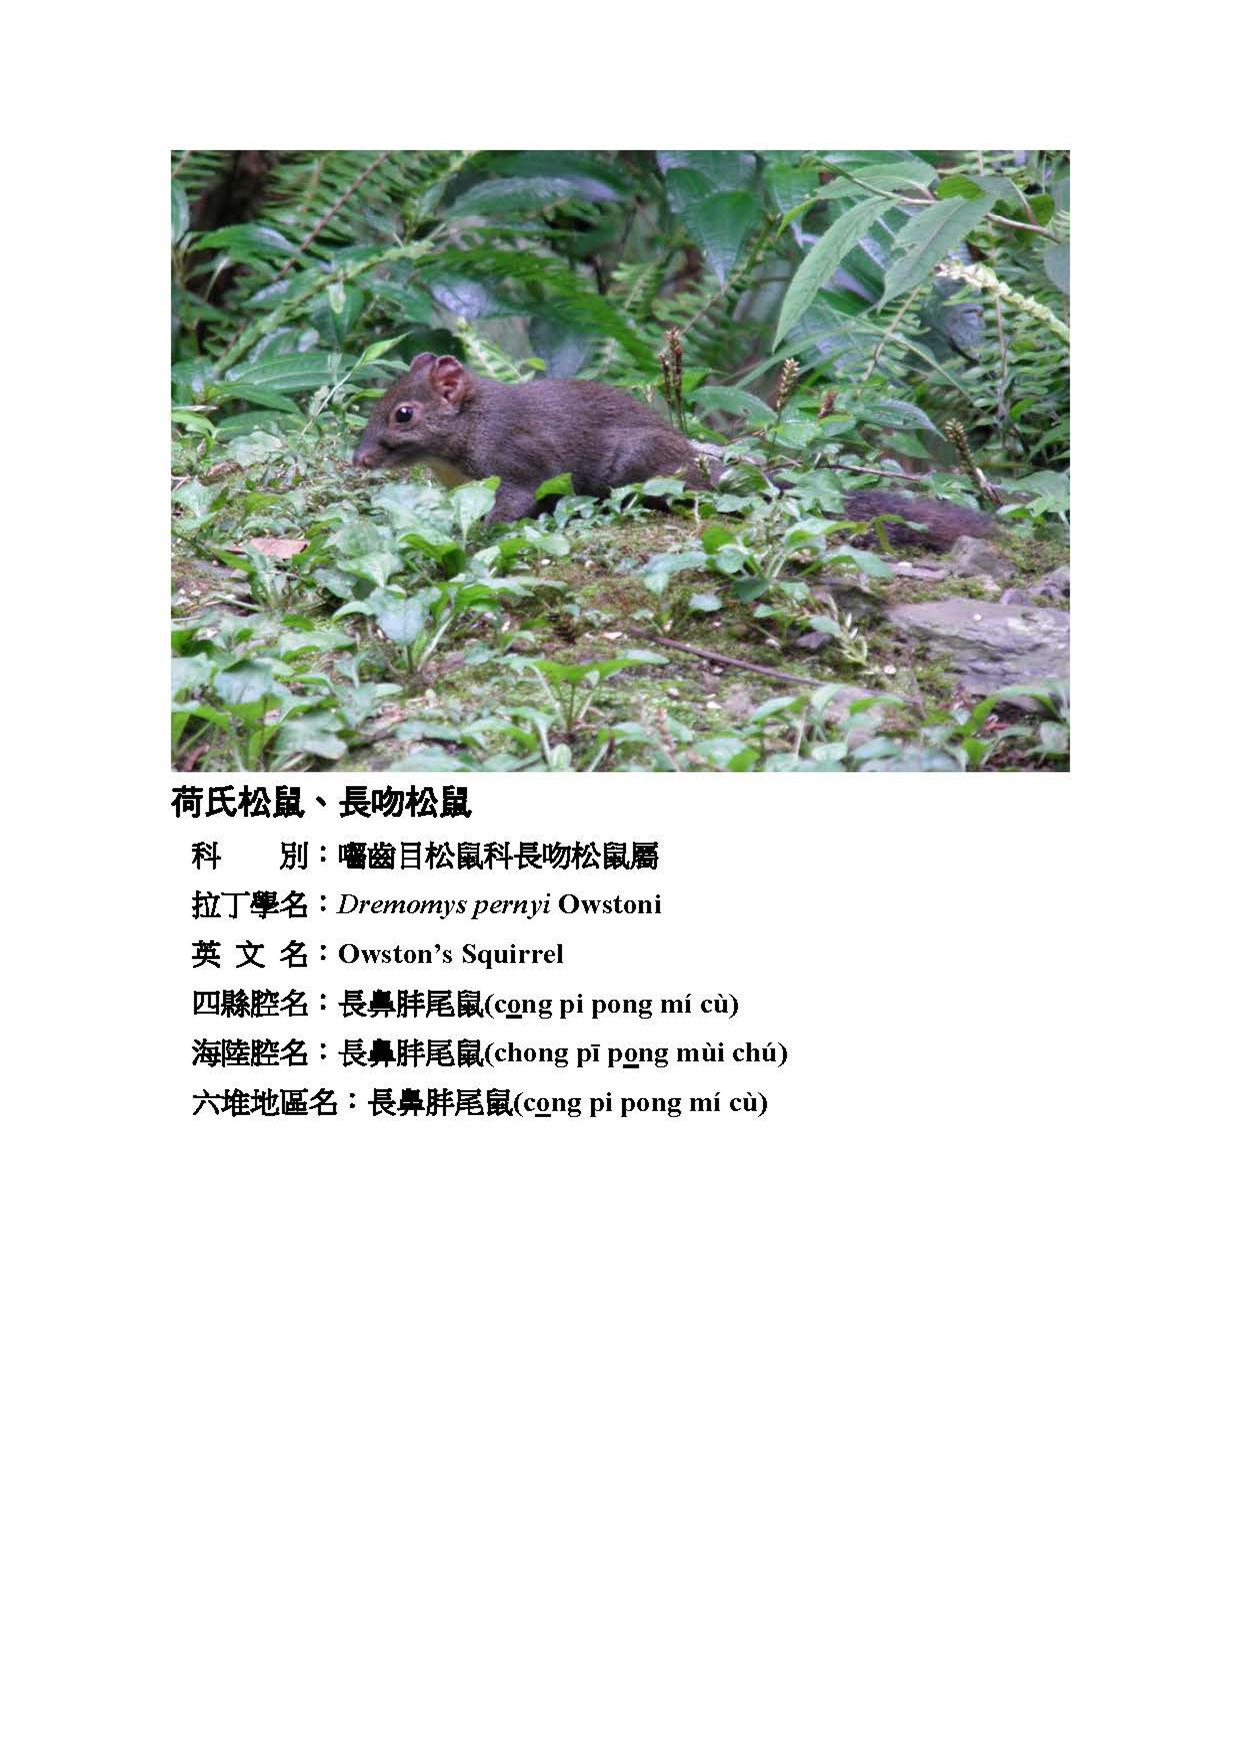 荷氏松鼠、長吻松鼠
科　　別：囓齒目松鼠科長吻松鼠屬
拉丁學名：Dremomys pernyi Owstoni
英 文 名：Owston’s Squirrel
四縣腔名：長鼻胖尾鼠(co̲ng pi pong mí cù)
海陸腔名：長鼻胖尾鼠(chong pī po̲ng mùi chú)
六堆地區名：長鼻胖尾鼠(co̲ng pi pong mí cù)